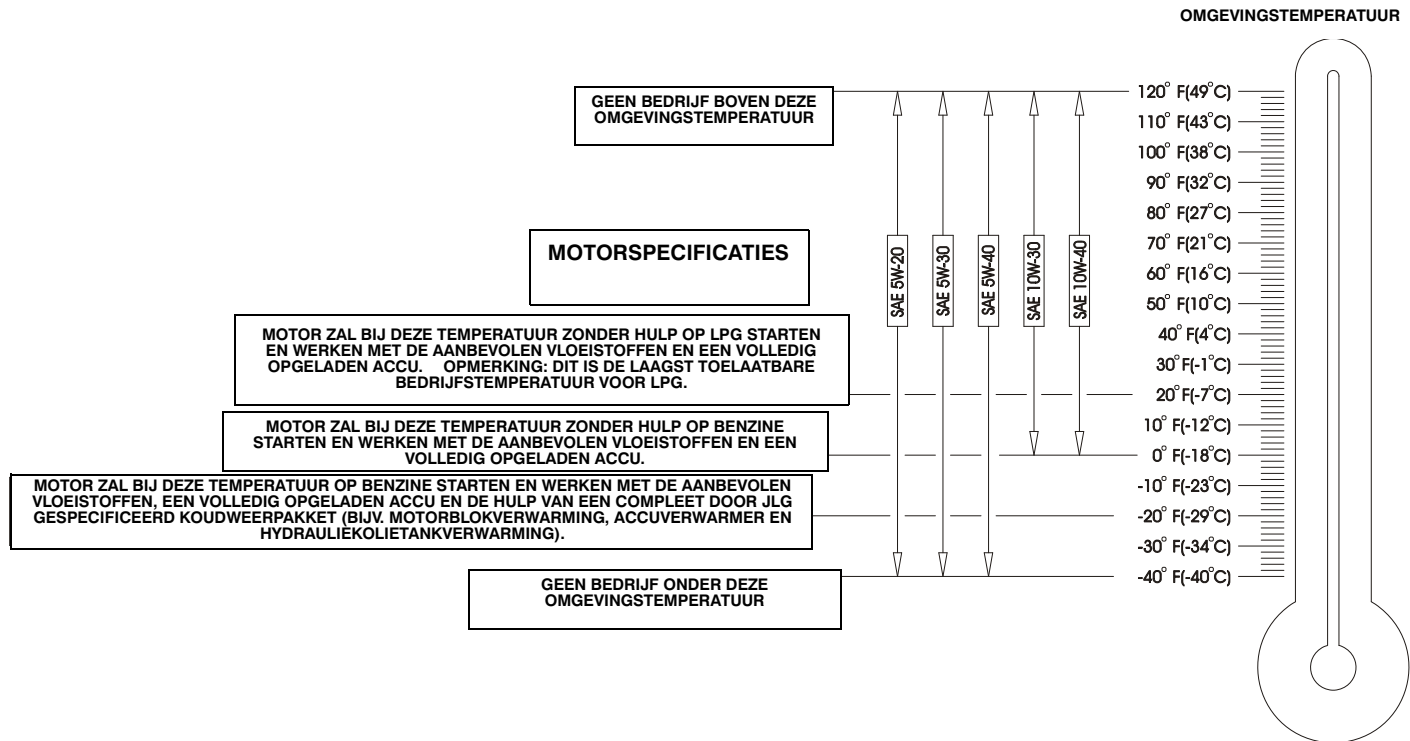 OMGEVINGSTEMPERATUUR
GEEN BEDRIJF BOVEN DEZE
OMGEVINGSTEMPERATUUR
120° F(49°C)
110° F(43°C)
100° F(38°C)
90° F(32°C)
80° F(27°C)
70° F(21°C)
60° F(16°C)
50° F(10°C)
40° F(4°C)
30° F(-1°C)
20° F(-7°C)
10° F(-12°C)
0° F(-18°C)
-10° F(-23°C)
-20° F(-29°C)
-30° F(-34°C)
-40° F(-40°C)
SAE 5W-20
SAE 5W-30
SAE 5W-40
SAE 10W-30
SAE 10W-40
MOTORSPECIFICATIES
MOTOR ZAL BIJ DEZE TEMPERATUUR ZONDER HULP OP LPG STARTEN
EN WERKEN MET DE AANBEVOLEN VLOEISTOFFEN EN EEN VOLLEDIG
OPGELADEN ACCU. OPMERKING: DIT IS DE LAAGST TOELAATBARE
BEDRIJFSTEMPERATUUR VOOR LPG.
MOTOR ZAL BIJ DEZE TEMPERATUUR ZONDER HULP OP BENZINE
STARTEN EN WERKEN MET DE AANBEVOLEN VLOEISTOFFEN EN EEN
VOLLEDIG OPGELADEN ACCU.
MOTOR ZAL BIJ DEZE TEMPERATUUR OP BENZINE STARTEN EN WERKEN MET DE AANBEVOLEN
VLOEISTOFFEN, EEN VOLLEDIG OPGELADEN ACCU EN DE HULP VAN EEN COMPLEET DOOR JLG
GESPECIFICEERD KOUDWEERPAKKET (BIJV. MOTORBLOKVERWARMING, ACCUVERWARMER EN
HYDRAULIEKOLIETANKVERWARMING).
GEEN BEDRIJF ONDER DEZE
OMGEVINGSTEMPERATUUR